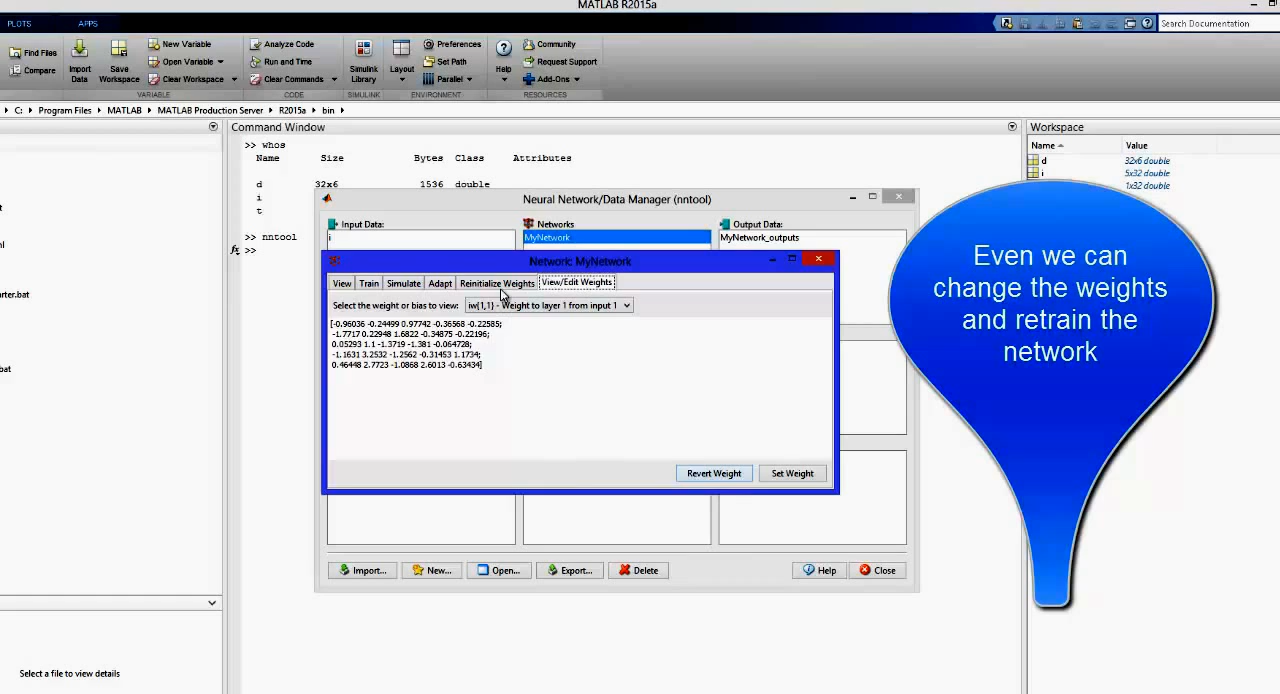 MATLAB R2015a
PLOTS APPS
Search Documentation
Find Files
Compare
Import Data
Save Workspace
New Variable
Open Variable
Clear Workspace
VARIABLE
Analyze Code
Run and Time
Clear Commands
CODE
Simulink Library
SIMULINK
Layout
Preferences
Set Path
Parallel
ENVIRONMENT
Help
Community
Request Support
Add-Ons
RESOURCES
C: Program Files MATLAB MATLAB Production Server R2015a bin
Command Window
>> whos
Name Size Bytes Class Attributes
d 32x6 1536 double
i
t
>> nntool
fx >>
Workspace
Name Value
d 32x6 double
i 5x32 double
1x32 double
arter.bat
Select a file to view details
Neural Network/Data Manager (nntool)
Input Data:
i
Networks
MyNetwork
Output Data:
MyNetwork_outputs
Network: MyNetwork
View Train Simulate Adapt Reinitialize Weights View/Edit Weights
Select the weight or bias to view: iw{1,1} - Weight to layer 1 from input 1
[-0.96036 -0.24499 0.97742 -0.36568 -0.22585;
-1.7717 0.22948 1.6822 -0.34875 -0.22196;
0.05293 1.1 -1.3719 -1.381 -0.064728;
-1.1631 3.2532 -1.2562 -0.31453 1.1734;
0.46448 2.7723 -1.0868 2.6013 -0.63434]
Revert Weight Set Weight
Import... New... Open... Export... Delete Help Close
Even we can
change the weights
and retrain the
network